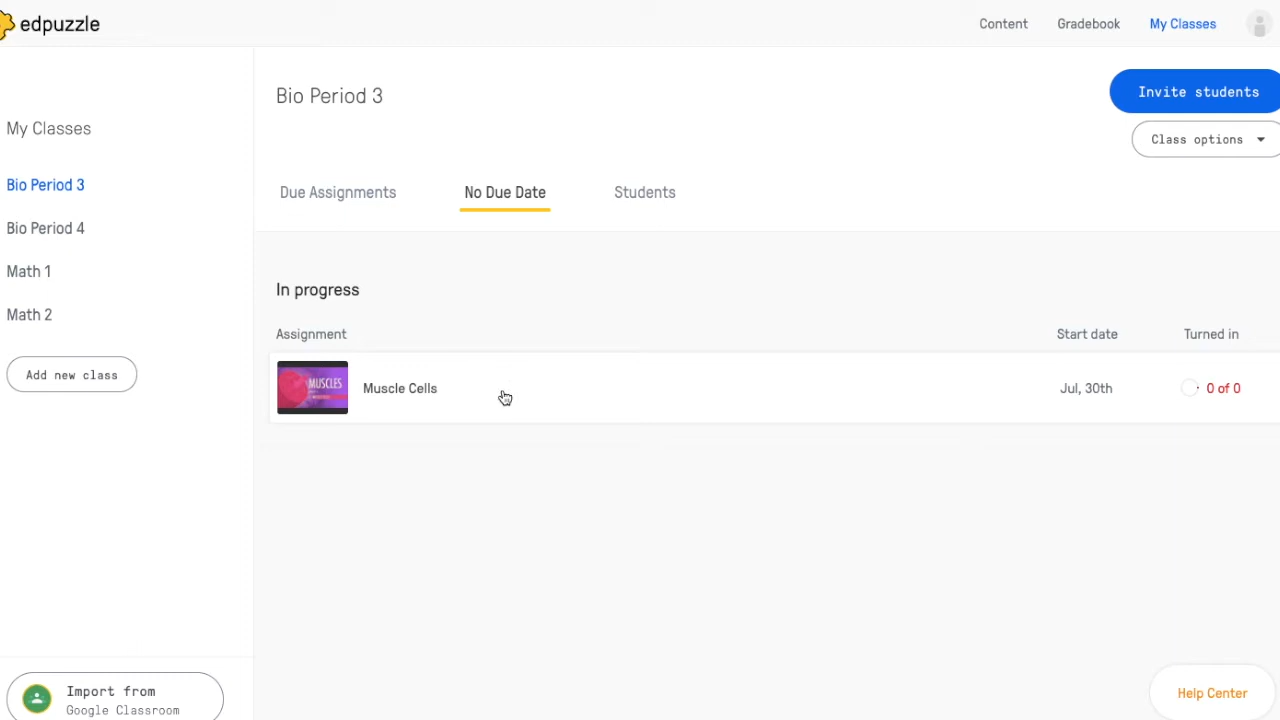 edpuzzle
Content
Gradebook
My Classes
My Classes
Bio Period 3
Bio Period 4
Math 1
Math 2
Add new class
Import from
Google Classroom
Bio Period 3
Invite students
Class options
Due Assignments
No Due Date
Students
In progress
Assignment
Start date
Turned in
MUSCLES
Muscle Cells
Jul, 30th
0 of 0
Help Center